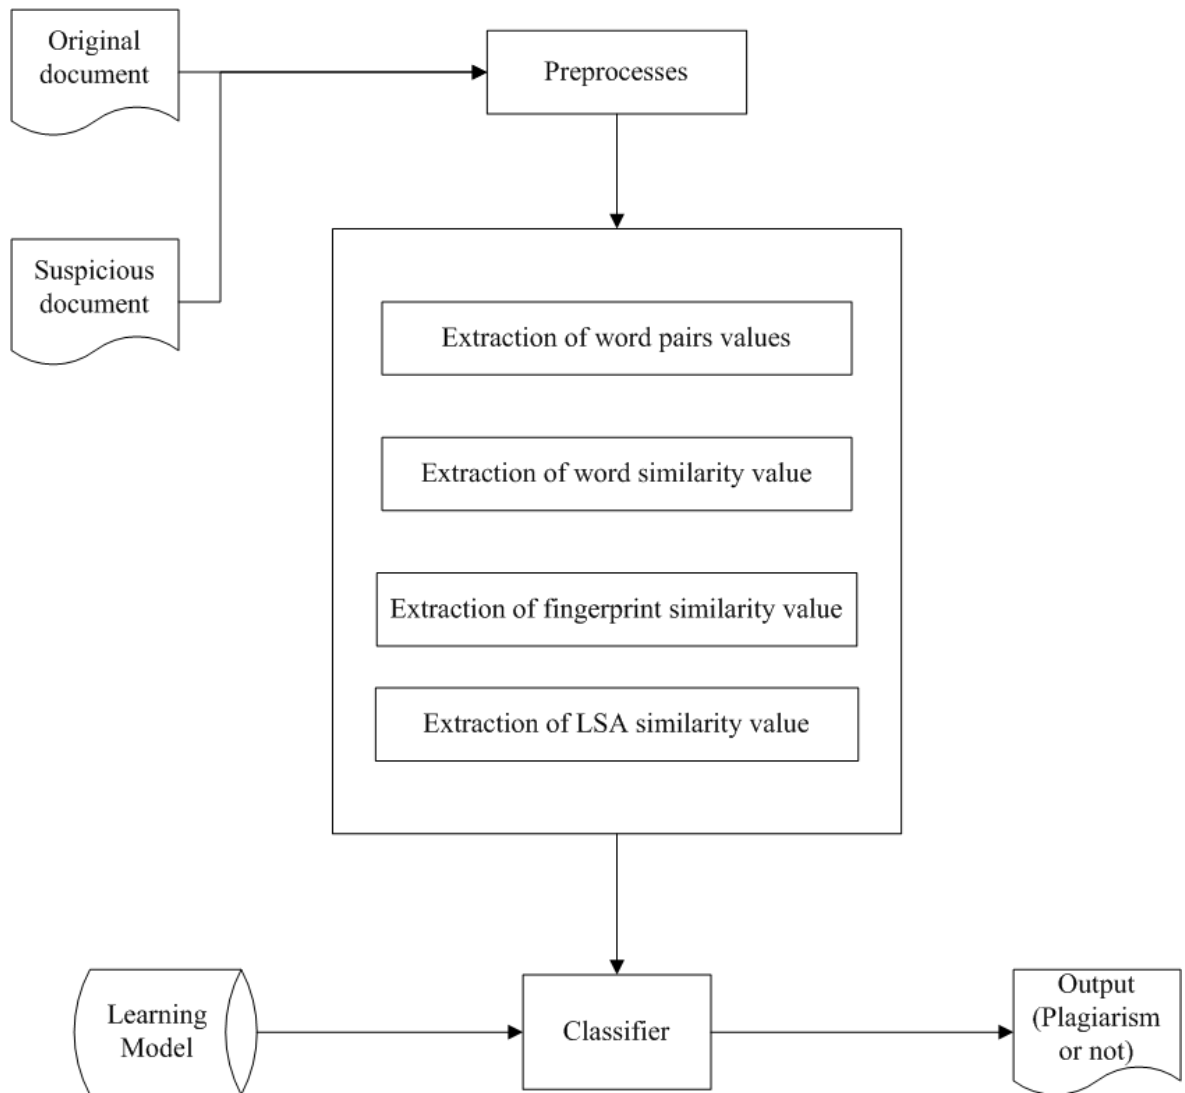 Original
document
Preprocesses
Suspicious
document
Extraction of word pairs values
Extraction of word similarity value
Extraction of fingerprint similarity value
Extraction of LSA similarity value
Learning
Model
Classifier
Output
(Plagiarism
or not)